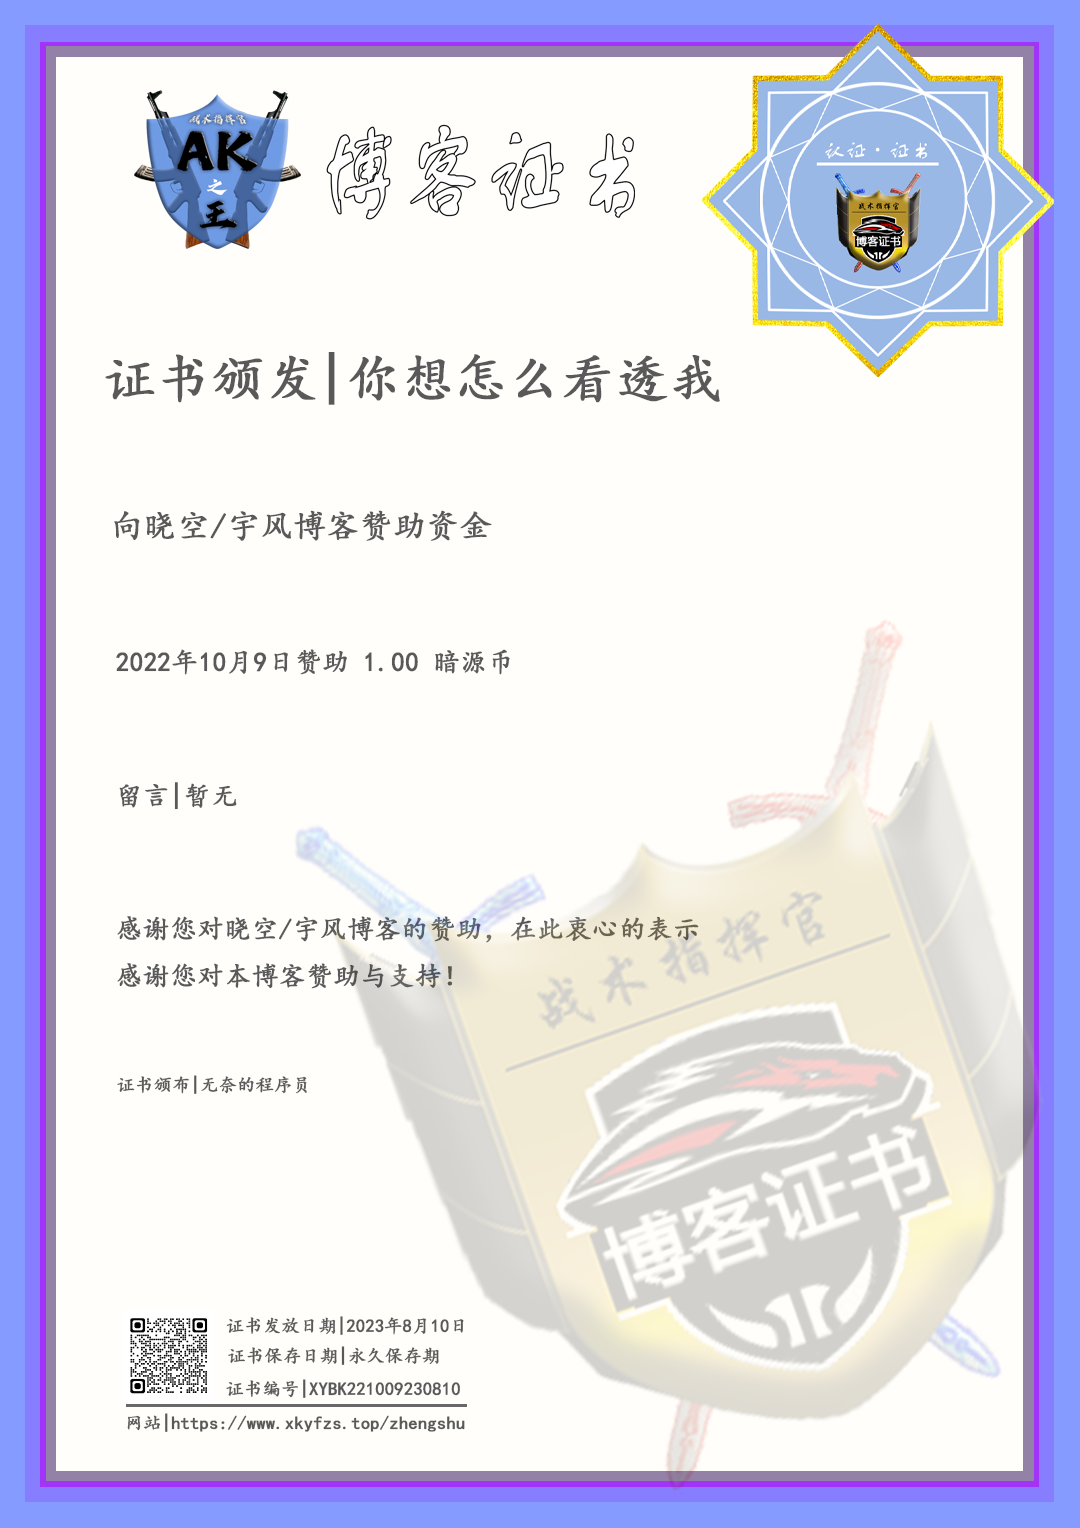 战术指挥官
AK
之
王
博客证书
认证·证书
战术指挥官
博客证书
证书颁发|你想怎么看透我
向晓空/宇风博客赞助资金
2022年10月9日赞助 1.00 暗源币
留言|暂无
感谢您对晓空/宇风博客的赞助，在此衷心的表示
感谢您对本博客赞助与支持！
证书颁布|无奈的程序员
战术指挥官
博客证书
证书发放日期|2023年8月10日
证书保存日期|永久保存期
证书编号|XYBK221009230810
网站|https://www.xkyfzs.top/zhengshu